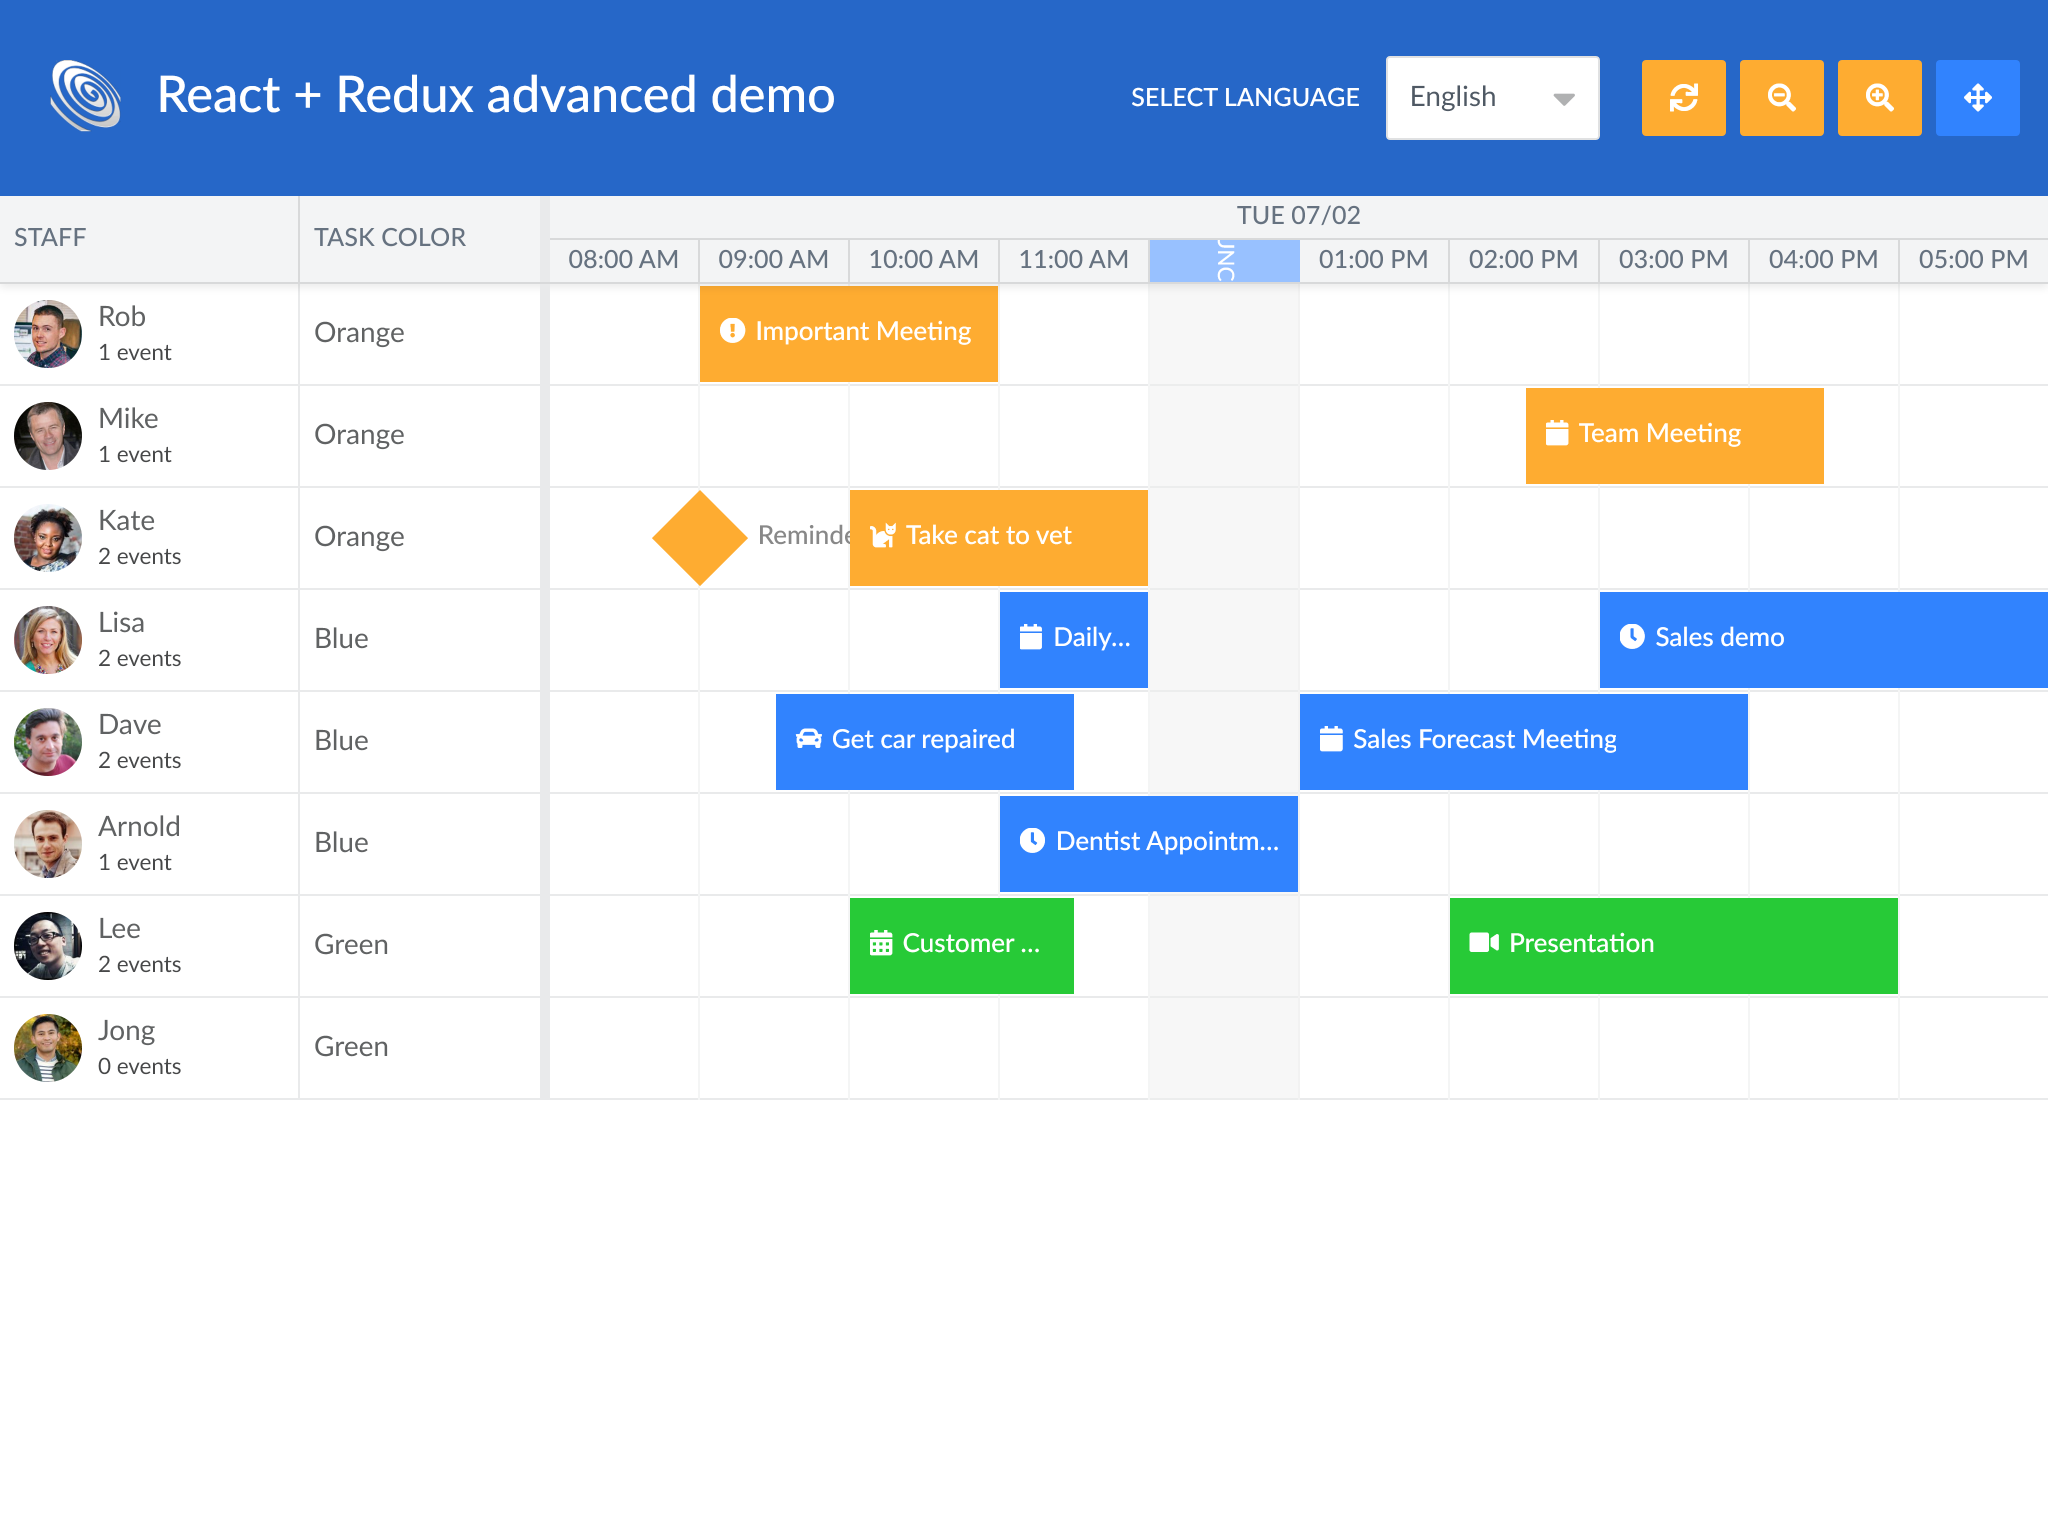 React + Redux advanced demo
SELECT LANGUAGE
English
STAFF
TASK COLOR
TUE 07/02
08:00 AM
09:00 AM
10:00 AM
11:00 AM
01:00 PM
02:00 PM
03:00 PM
04:00 PM
05:00 PM
Rob
1 event
Orange
Important Meeting
Mike
1 event
Orange
Team Meeting
Kate
2 events
Orange
Reminde
Take cat to vet
Lisa
2 events
Blue
Daily...
Sales demo
Dave
2 events
Blue
Get car repaired
Sales Forecast Meeting
Arnold
1 event
Blue
Dentist Appointm...
Lee
2 events
Green
Customer ...
Presentation
Jong
0 events
Green